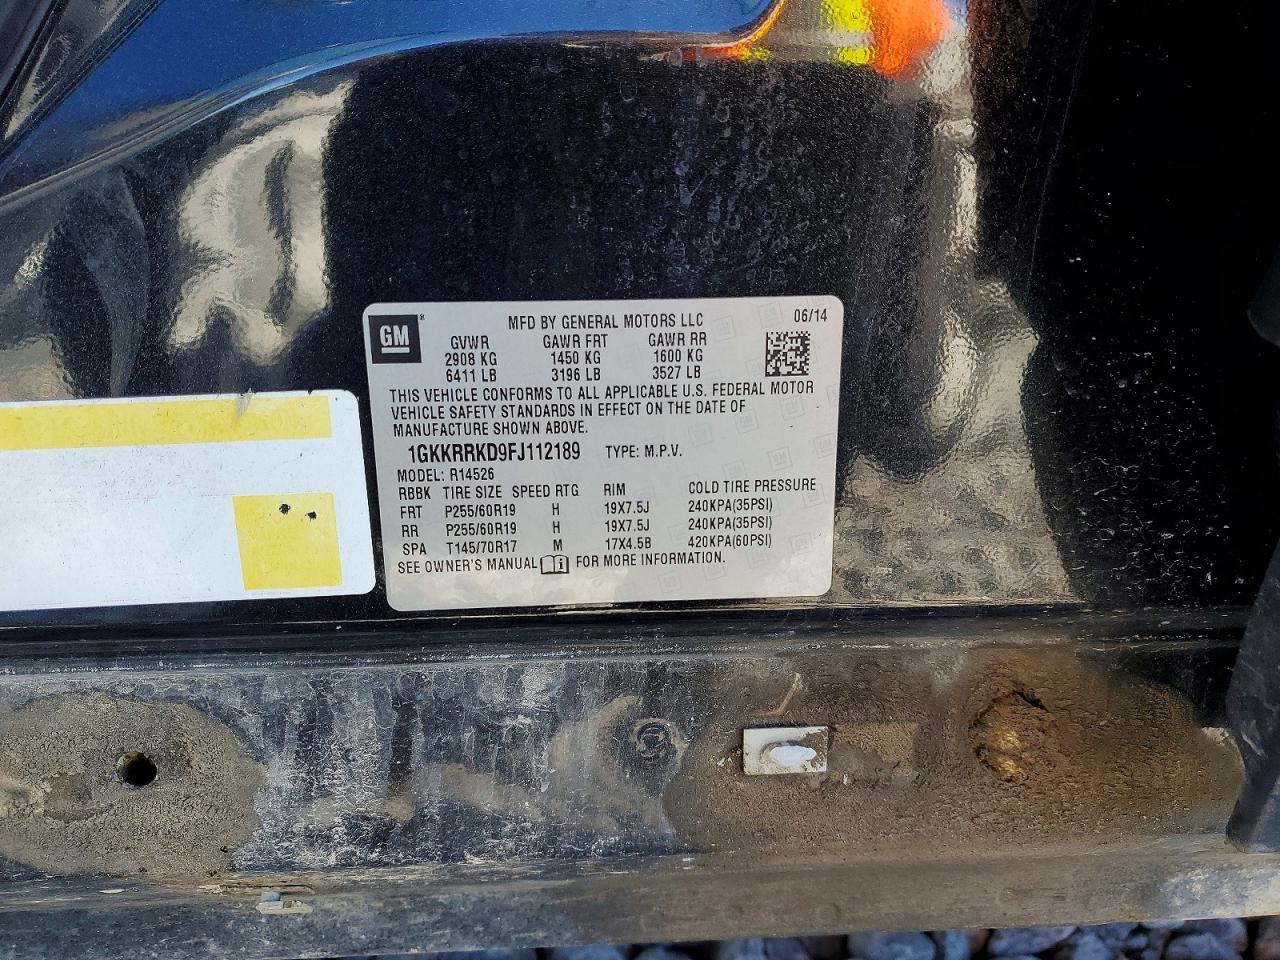 GM
MFD BY GENERAL MOTORS LLC 06/14
GVWR GAWR FRT GAWR RR
2908 KG 1450 KG 1600 KG
6411 LB 3196 LB 3527 LB
THIS VEHICLE CONFORMS TO ALL APPLICABLE U.S. FEDERAL MOTOR
VEHICLE SAFETY STANDARDS IN EFFECT ON THE DATE OF
MANUFACTURE SHOWN ABOVE.
1GKKRRKD9FJ112189 TYPE: M.P.V.
MODEL: R14526
RBBK TIRE SIZE SPEED RTG RIM COLD TIRE PRESSURE
FRT P255/60R19 H 19X7.5J 240KPA(35PSI)
RR P255/60R19 H 19X7.5J 240KPA(35PSI)
SPA T145/70R17 M 17X4.5B 420KPA(60PSI)
SEE OWNER'S MANUAL FOR MORE INFORMATION.